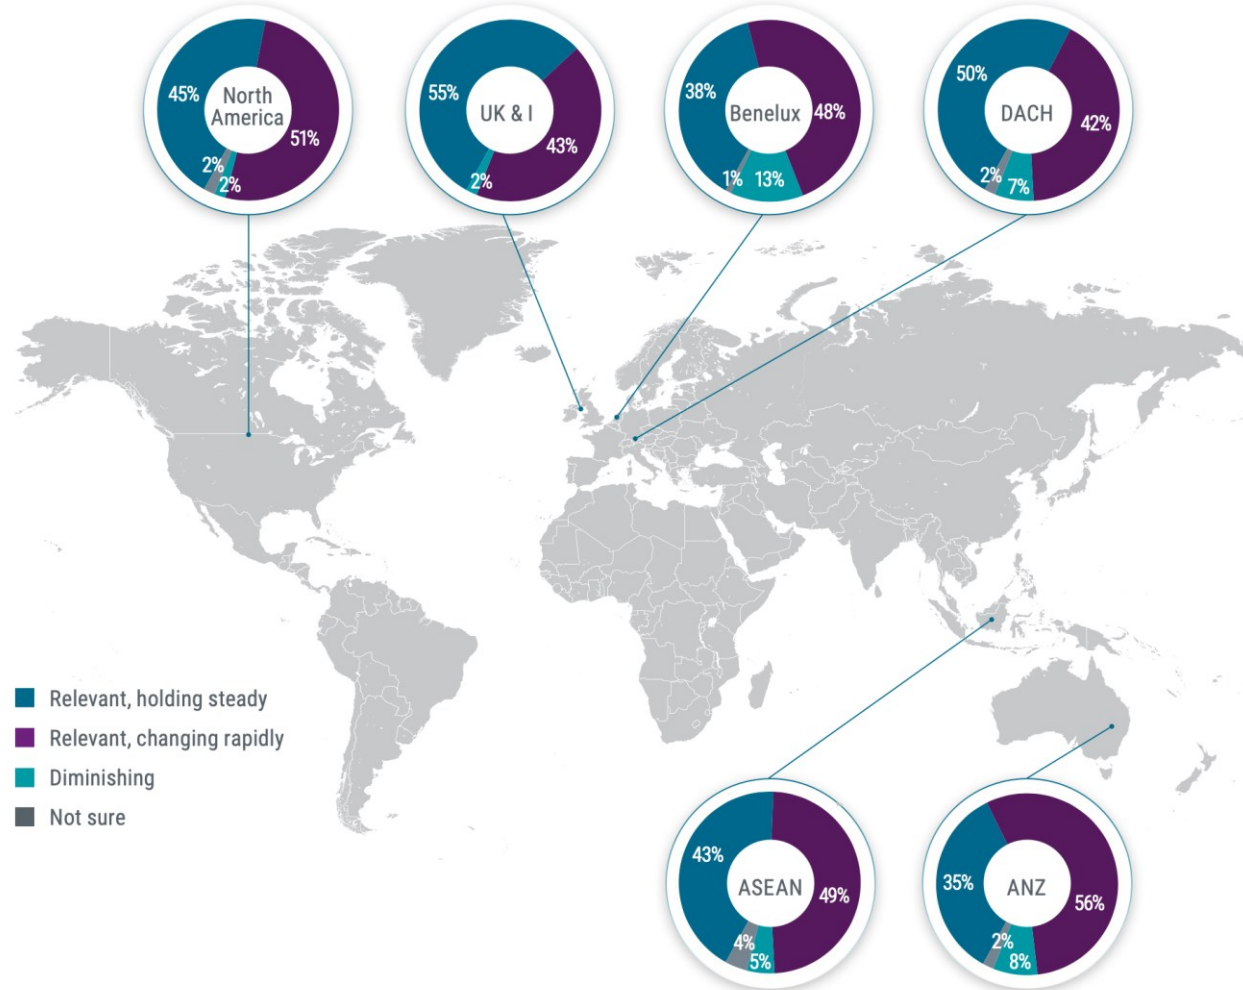 45%
North
America
51%
2%
2%
55%
UK & I
43%
2%
38%
Benelux
48%
1%
13%
50%
DACH
42%
2%
7%
Relevant, holding steady
Relevant, changing rapidly
Diminishing
Not sure
43%
ASEAN
49%
4%
5%
35%
ANZ
56%
2%
8%